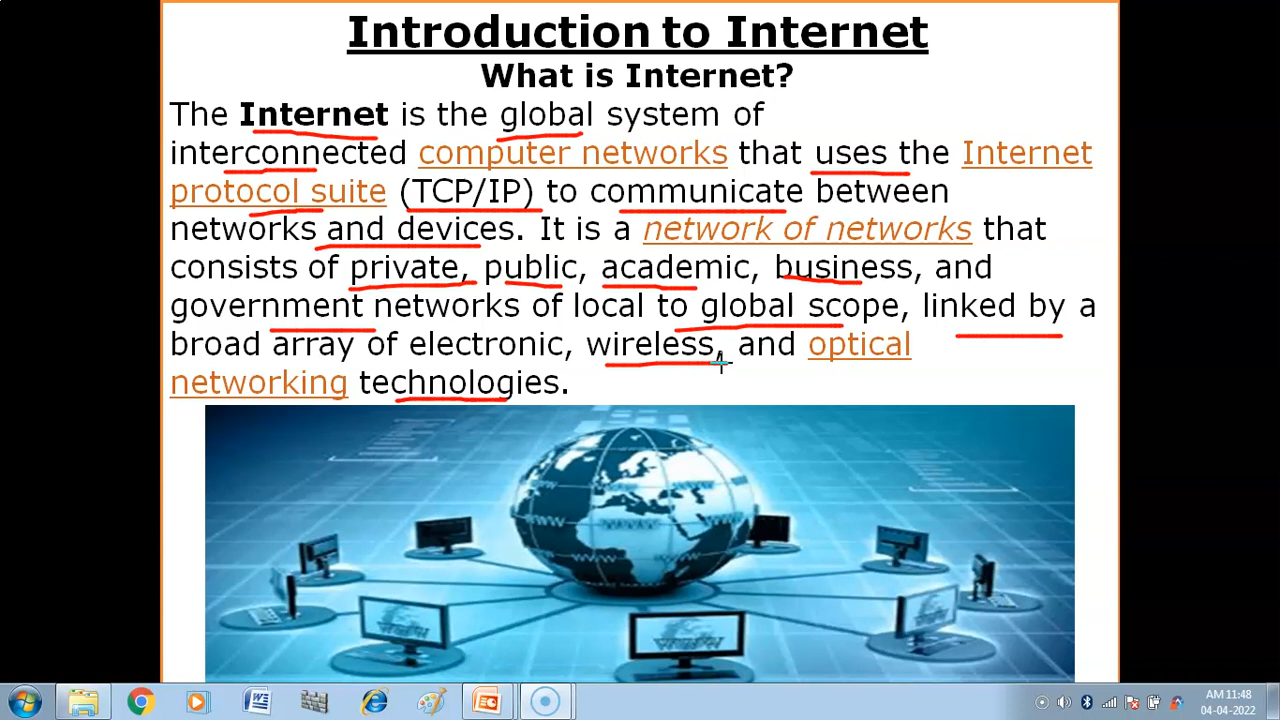 Introduction to Internet
What is Internet?
The Internet is the global system of
interconnected computer networks that uses the Internet
protocol suite (TCP/IP) to communicate between
networks and devices. It is a network of networks that
consists of private, public, academic, business, and
government networks of local to global scope, linked by a
broad array of electronic, wireless, and optical
networking technologies.
WWW
AM 11:48
04-04-2022